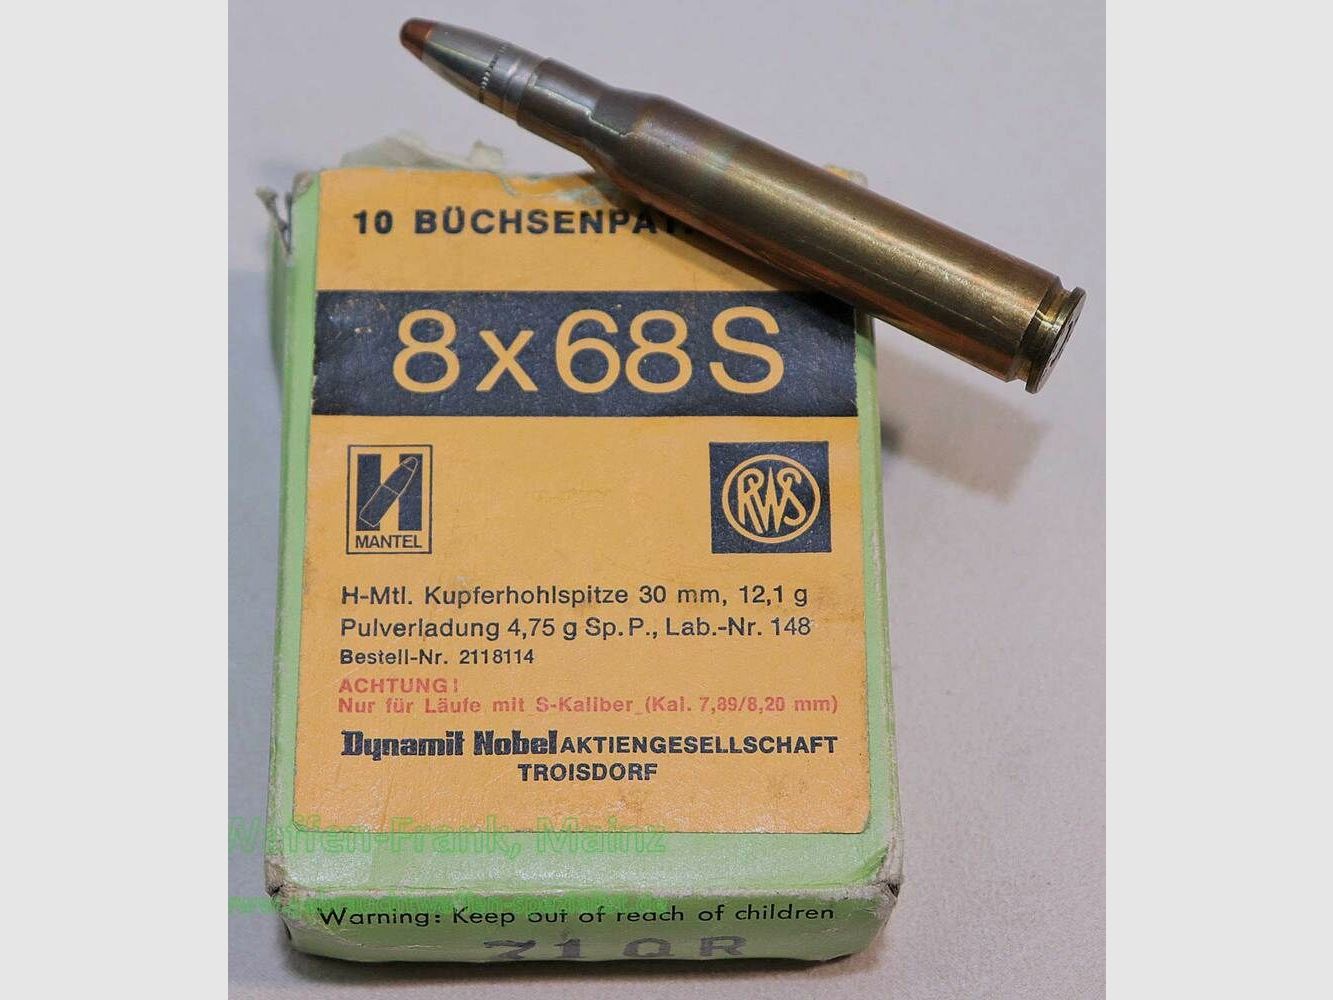 10 BÜCHSENPAT
8x68 S
H
MANTEL
RWS
H-Mtl. Kupferhohlspitze 30 mm, 12,1 g
Pulverladung 4,75 g Sp. P., Lab.-Nr. 148
Bestell-Nr. 2118114
ACHTUNG!
Nur für Läufe mit S-Kaliber (Kal. 7,89/8,20 mm)
Dynamit Nobel AKTIENGESELLSCHAFT
TROISDORF
Waffen-Frank, Mainz
Warning: Keep out of reach of children
71QR